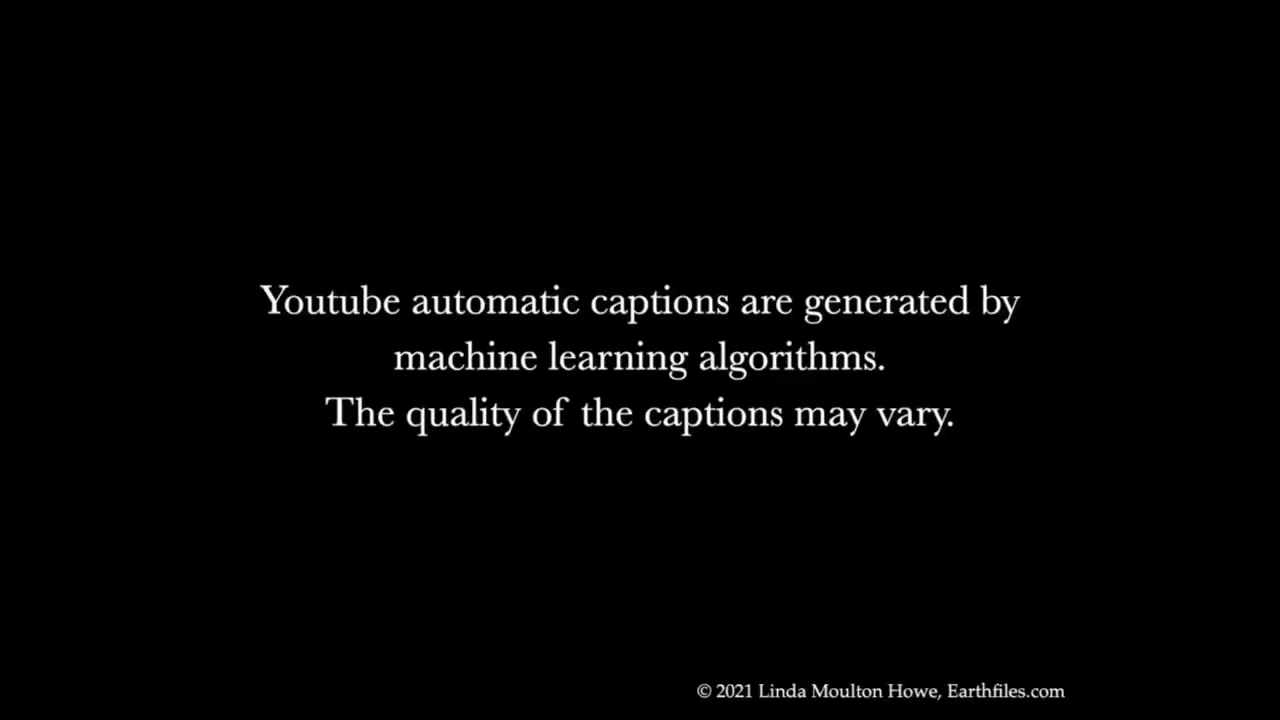 Youtube automatic captions are generated by
machine learning algorithms.
The quality of the captions may vary.
© 2021 Linda Moulton Howe, Earthfiles.com